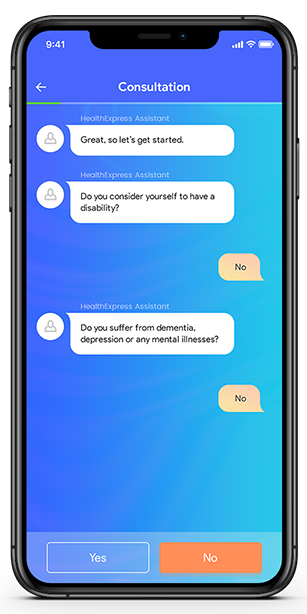 9:41
Consultation
HealthExpress Assistant
Great, so let's get started.
HealthExpress Assistant
Do you consider yourself to have a
disability?
No
HealthExpress Assistant
Do you suffer from dementia,
depression or any mental illnesses?
No
Yes
No